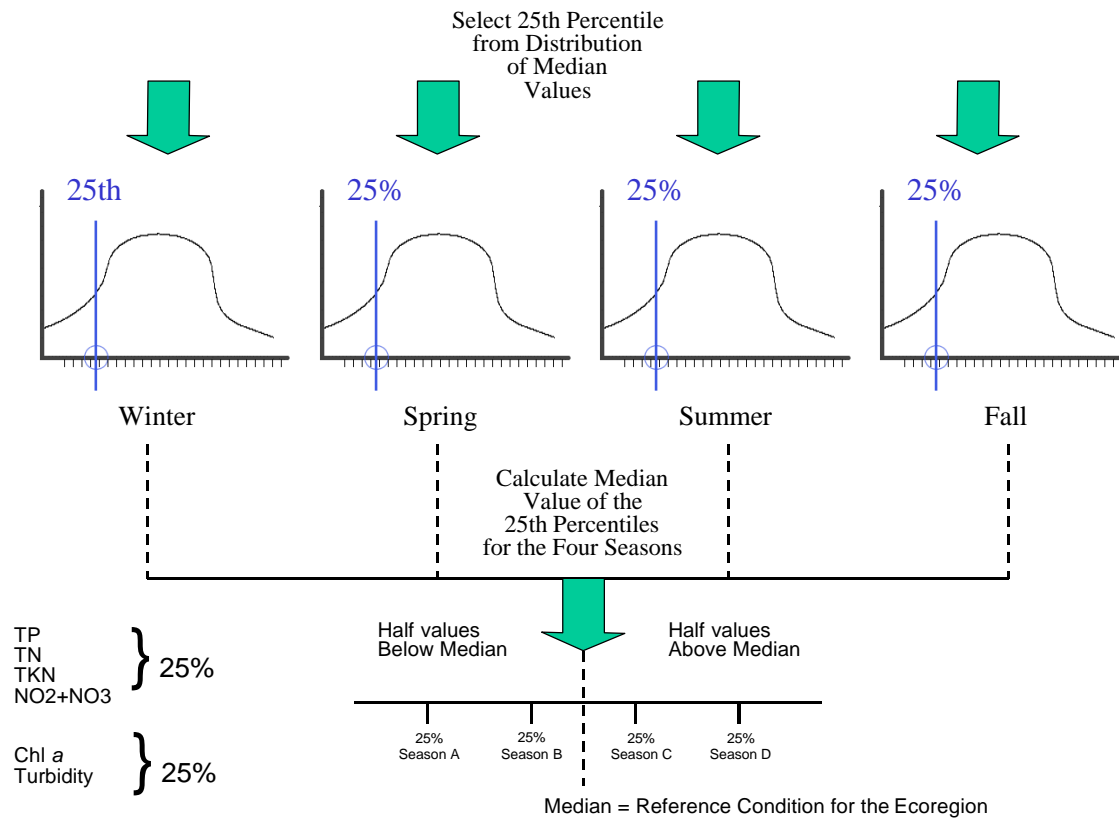 Select 25th Percentile
from Distribution
of Median
Values
25th
25%
25%
25%
Winter
Spring
Summer
Fall
Calculate Median
Value of the
25th Percentiles
for the Four Seasons
TP
TN
TKN
NO2+NO3
} 25%
Chl a
Turbidity
} 25%
Half values
Below Median
Half values
Above Median
25%
Season A
25%
Season B
25%
Season C
25%
Season D
Median = Reference Condition for the Ecoregion